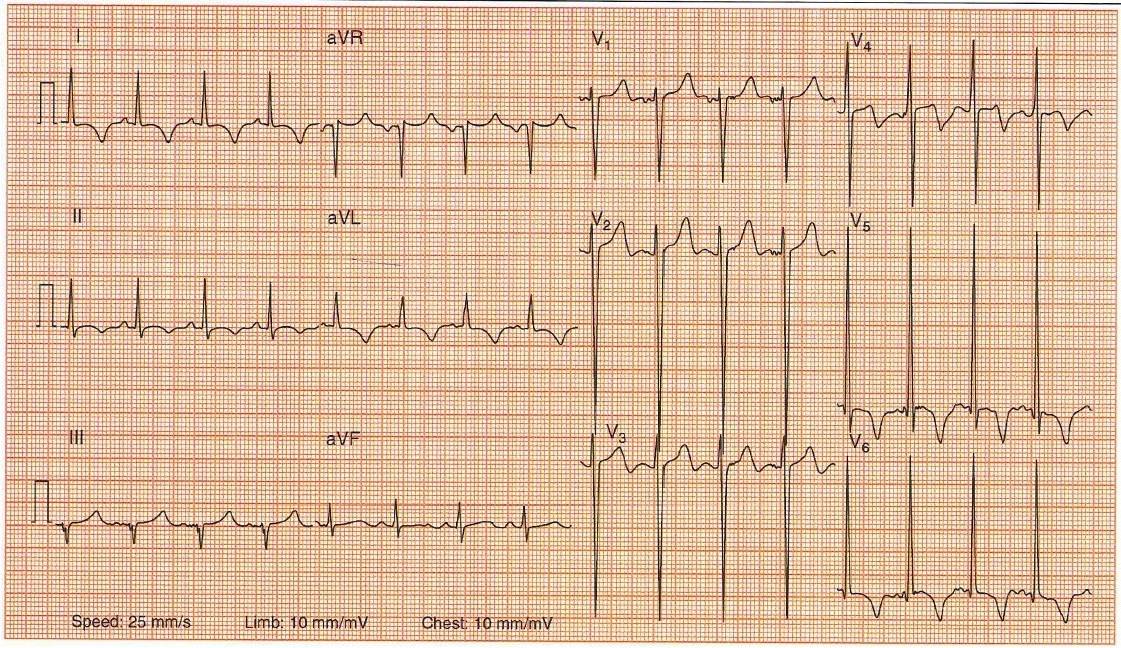 I aVR V1 V4
II aVL V2 V5
III aVF V3 V6
Speed: 25 mm/s Limb: 10 mm/mV Chest: 10 mm/mV